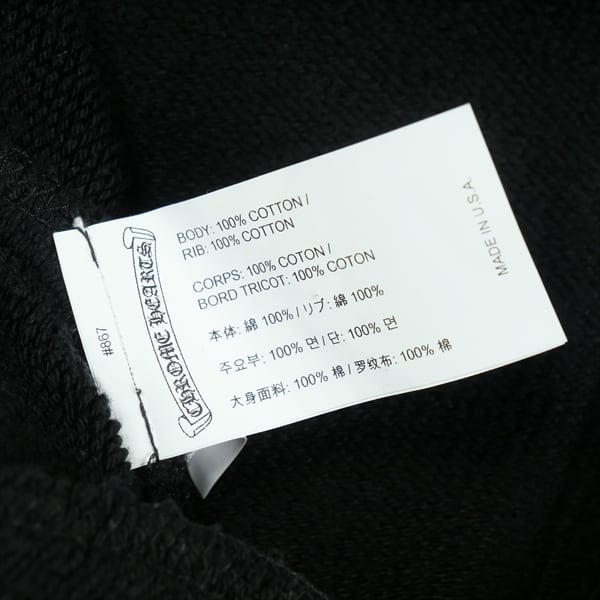 BODY: 100% COTTON /
RIB: 100% COTTON
CORPS: 100% COTON /
BORD TRICOT: 100% COTON
本体: 綿 100% / リブ: 綿 100%
주요부: 100% 면 / 단: 100% 면
大身面料: 100% 棉 / 罗纹布: 100% 棉
MADE IN U.S.A.
CHROME HEARTS
#867